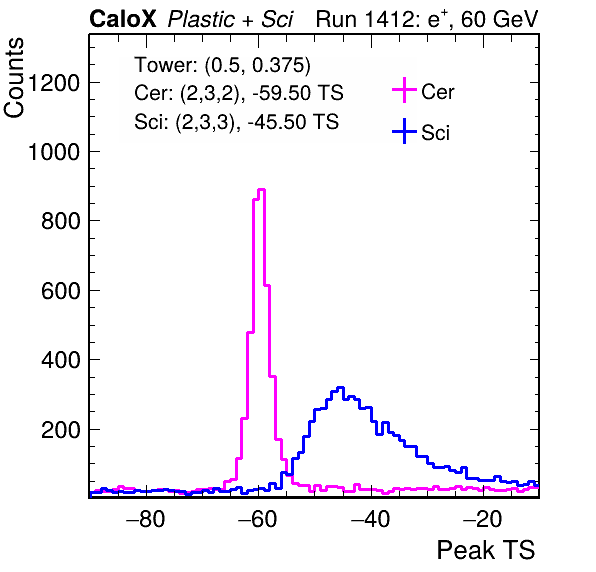 CaloX Plastic + Sci Run 1412: e+, 60 GeV
Counts
Tower: (0.5, 0.375)
Cer: (2,3,2), -59.50 TS
Sci: (2,3,3), -45.50 TS
Cer
Sci
1200
1000
800
600
400
200
−80 −60 −40 −20
Peak TS